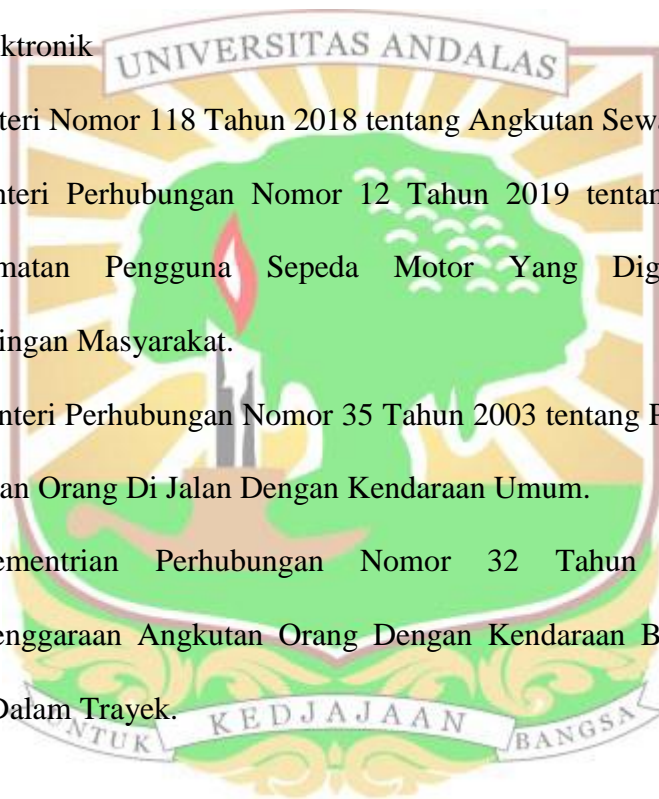 ktronik
UNIVERSITAS ANDALAS
teri Nomor 118 Tahun 2018 tentang Angkutan Sew
nteri Perhubungan Nomor 12 Tahun 2019 tentan
matan Pengguna Sepeda Motor Yang Dig
ingan Masyarakat.
nteri Perhubungan Nomor 35 Tahun 2003 tentang P
an Orang Di Jalan Dengan Kendaraan Umum.
ementrian Perhubungan Nomor 32 Tahun
enggaraan Angkutan Orang Dengan Kendaraan B
Dalam Trayek.
UNTUK KEDJAJAAN BANGSA